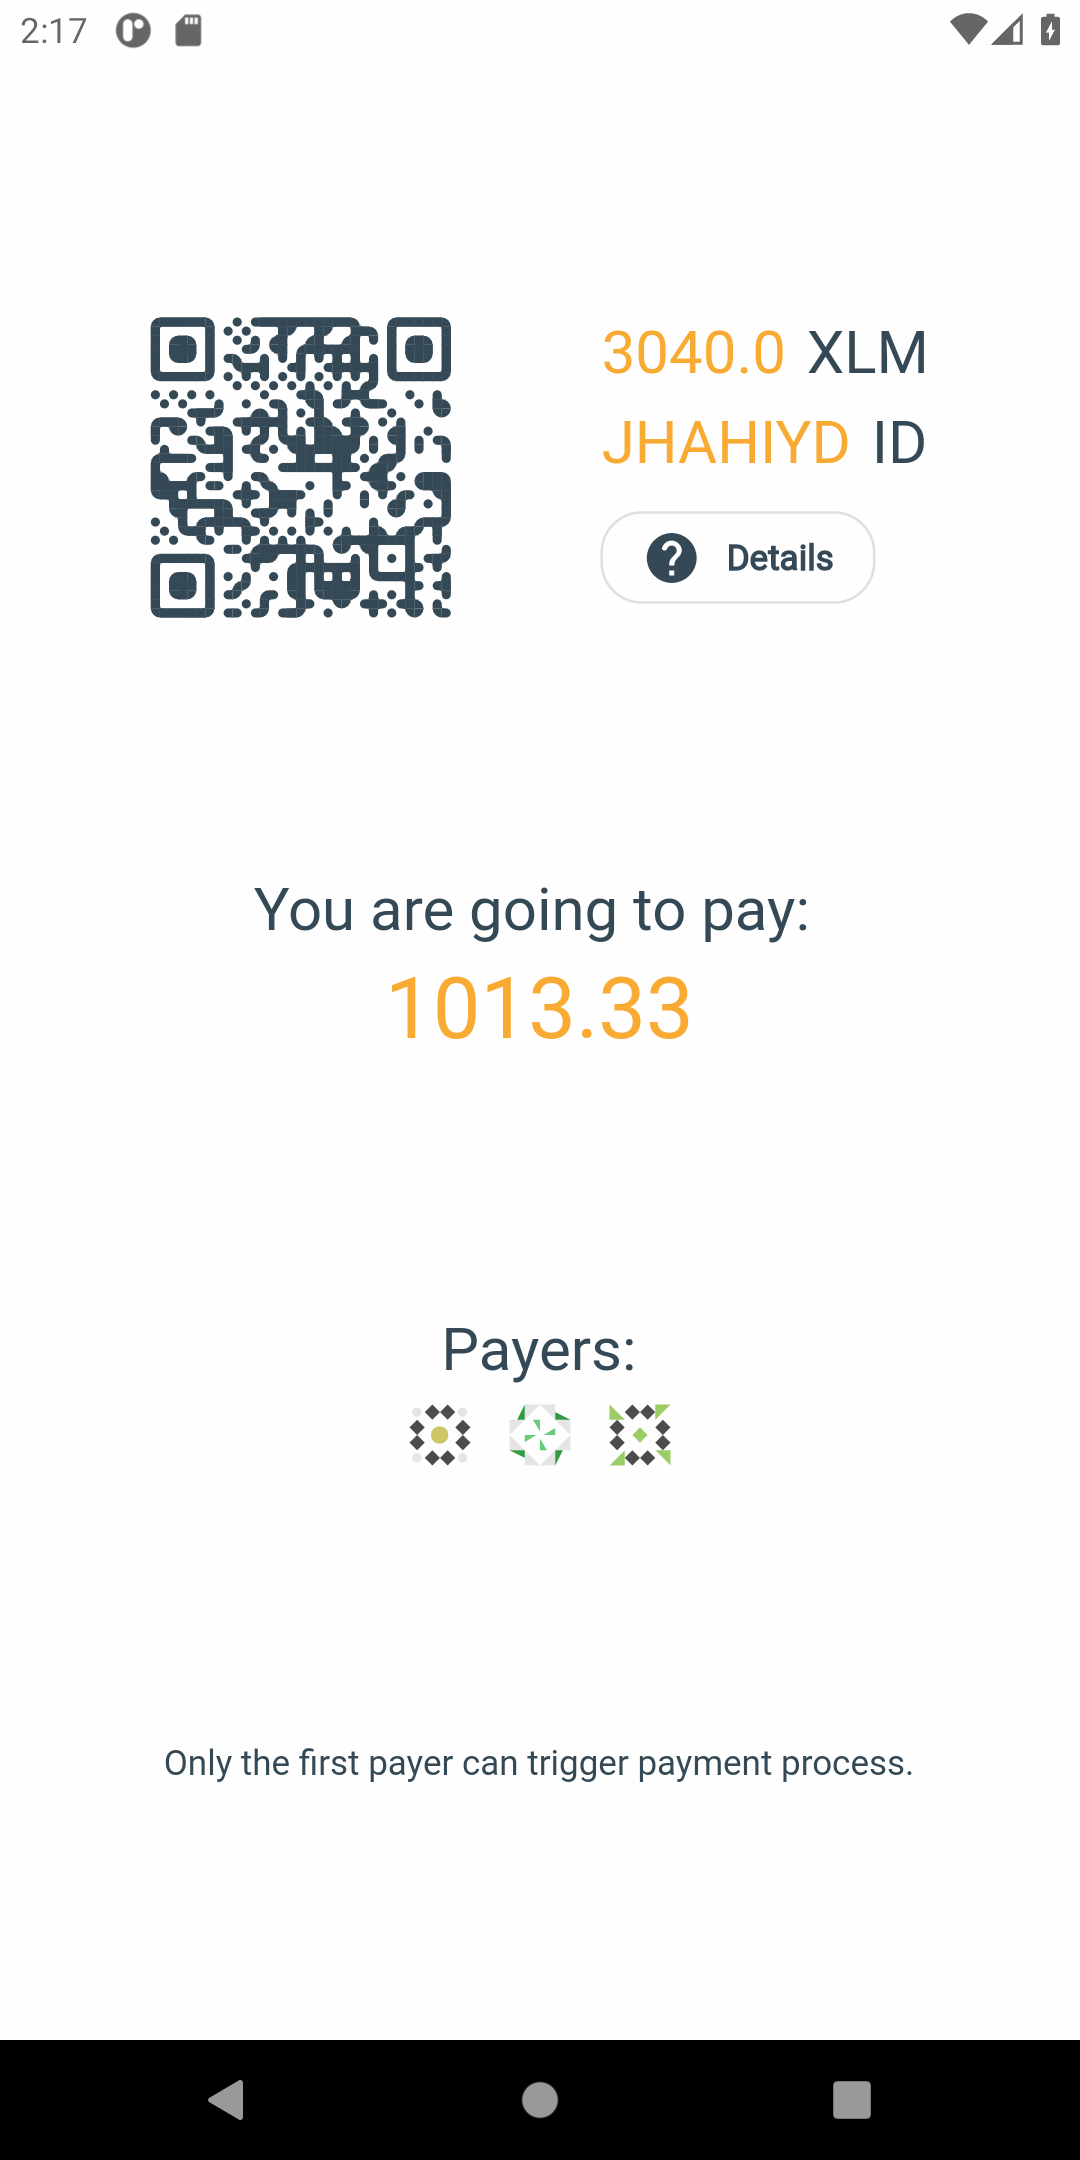 2:17
3040.0 XLM
JHAHIYD ID
Details
You are going to pay:
1013.33
Payers:
Only the first payer can trigger payment process.